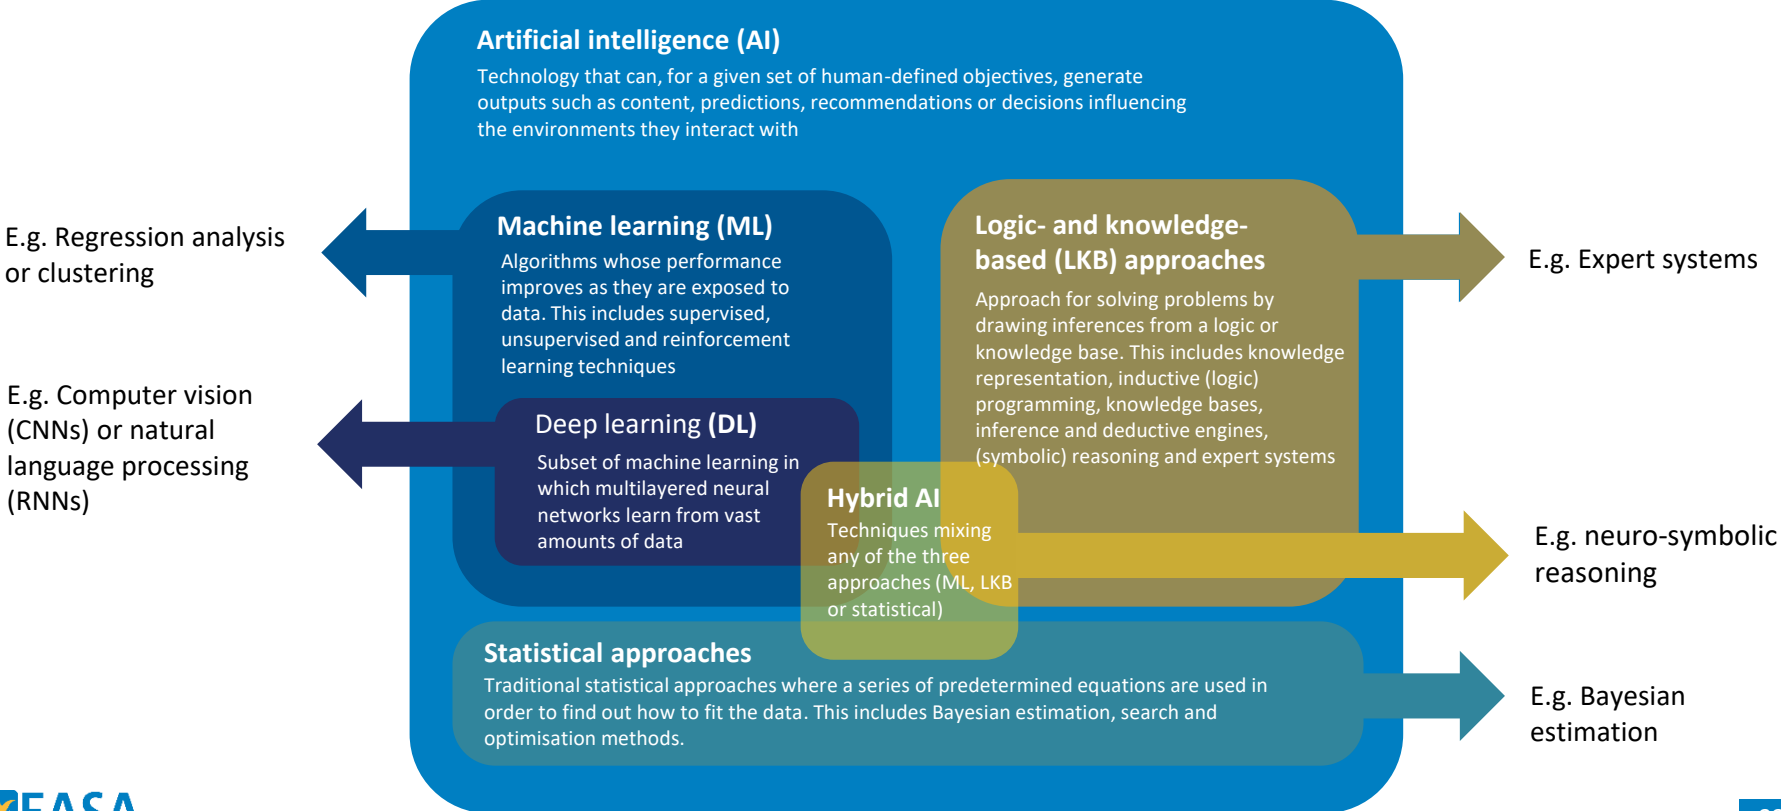 Artificial intelligence (AI)
Technology that can, for a given set of human-defined objectives, generate
outputs such as content, predictions, recommendations or decisions influencing
the environments they interact with
E.g. Regression analysis
or clustering
Machine learning (ML)
Algorithms whose performance
improves as they are exposed to
data. This includes supervised,
unsupervised and reinforcement
learning techniques
Logic- and knowledge-
based (LKB) approaches
Approach for solving problems by
drawing inferences from a logic or
knowledge base. This includes knowledge
representation, inductive (logic)
programming, knowledge bases,
inference and deductive engines,
(symbolic) reasoning and expert systems
E.g. Expert systems
E.g. Computer vision
(CNNs) or natural
language processing
(RNNs)
Deep learning (DL)
Subset of machine learning in
which multilayered neural
networks learn from vast
amounts of data
Hybrid AI
Techniques mixing
any of the three
approaches (ML, LKB
or statistical)
E.g. neuro-symbolic
reasoning
Statistical approaches
Traditional statistical approaches where a series of predetermined equations are used in
order to find out how to fit the data. This includes Bayesian estimation, search and
optimisation methods.
E.g. Bayesian
estimation
EASA